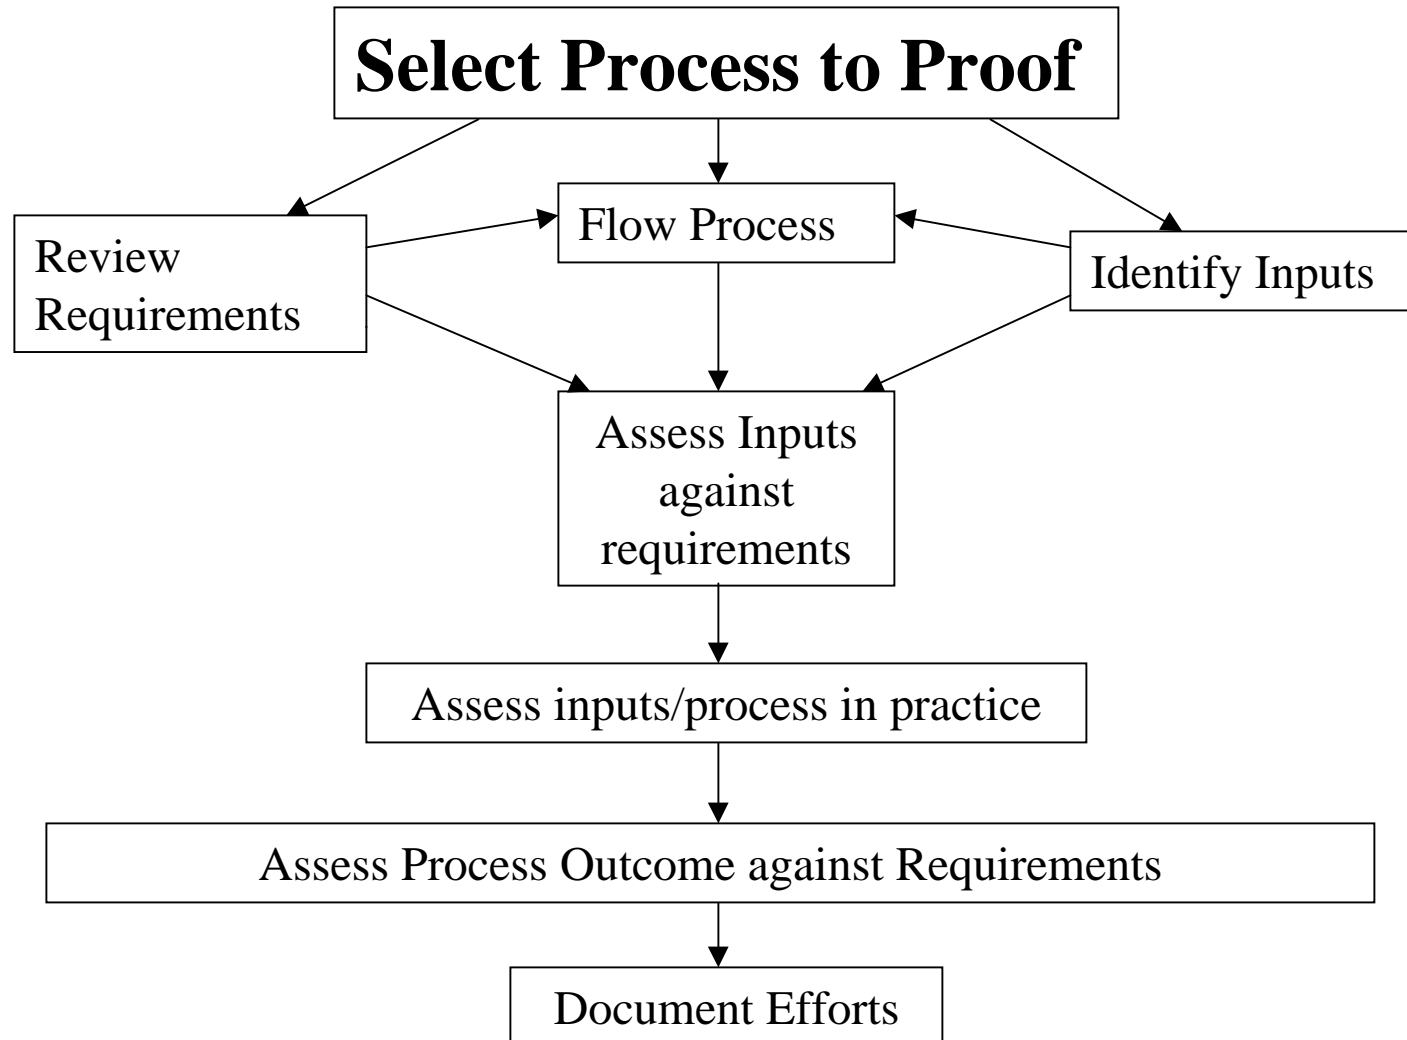 Select Process to Proof
Flow Process
Review
Requirements
Identify Inputs
Assess Inputs
against
requirements
Assess inputs/process in practice
Assess Process Outcome against Requirements
Document Efforts